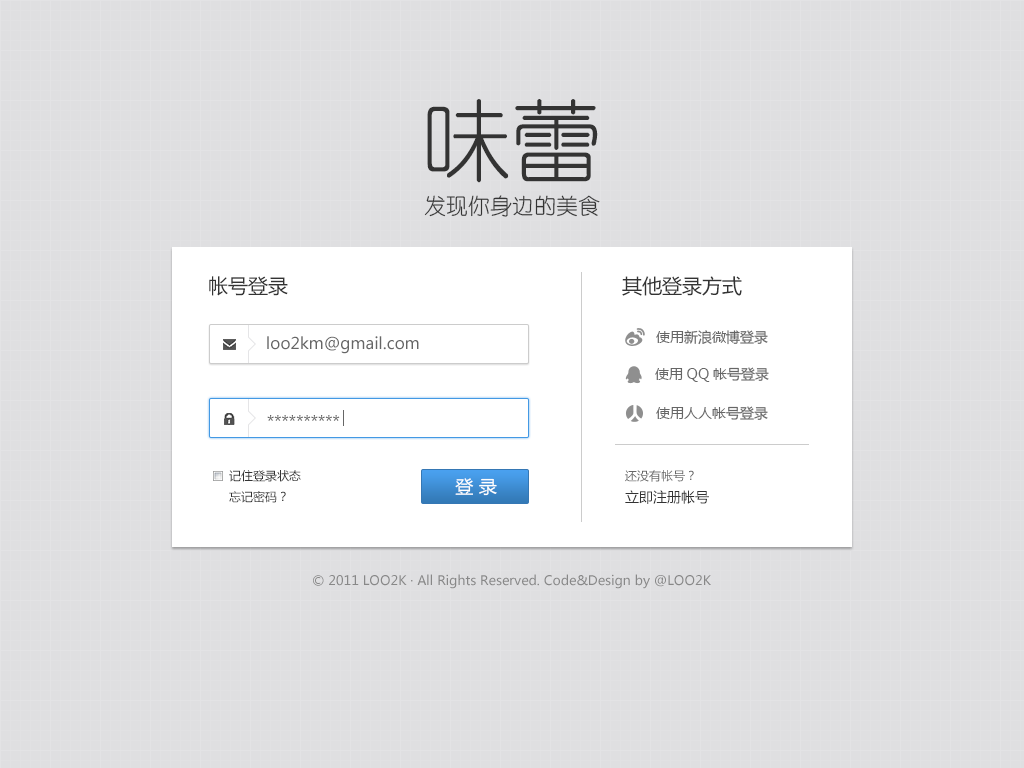 味蕾
发现你身边的美食
帐号登录
loo2km@gmail.com
**********
记住登录状态
忘记密码？
登 录
其他登录方式
使用新浪微博登录
使用 QQ 帐号登录
使用人人帐号登录
还没有帐号？
立即注册帐号
© 2011 LOO2K · All Rights Reserved. Code&Design by @LOO2K